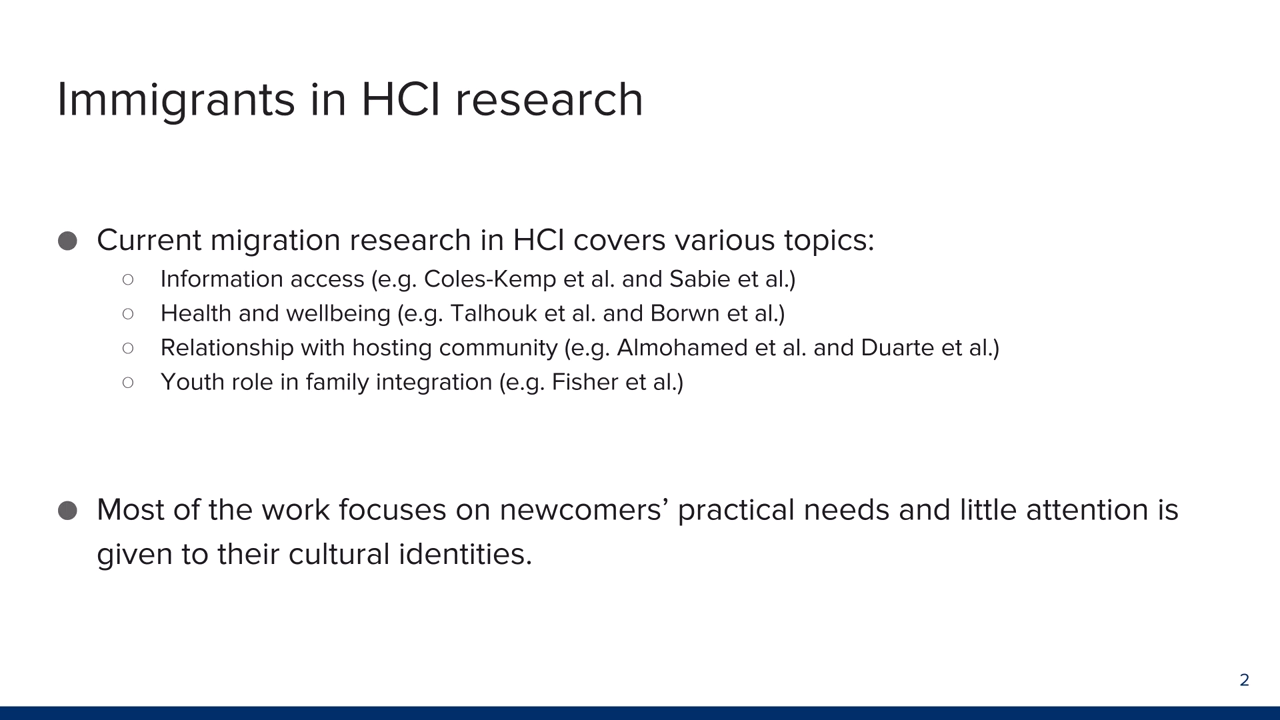 Immigrants in HCI research
● Current migration research in HCI covers various topics:
○ Information access (e.g. Coles-Kemp et al. and Sabie et al.)
○ Health and wellbeing (e.g. Talhouk et al. and Borwn et al.)
○ Relationship with hosting community (e.g. Almohamed et al. and Duarte et al.)
○ Youth role in family integration (e.g. Fisher et al.)
● Most of the work focuses on newcomers’ practical needs and little attention is
given to their cultural identities.
2